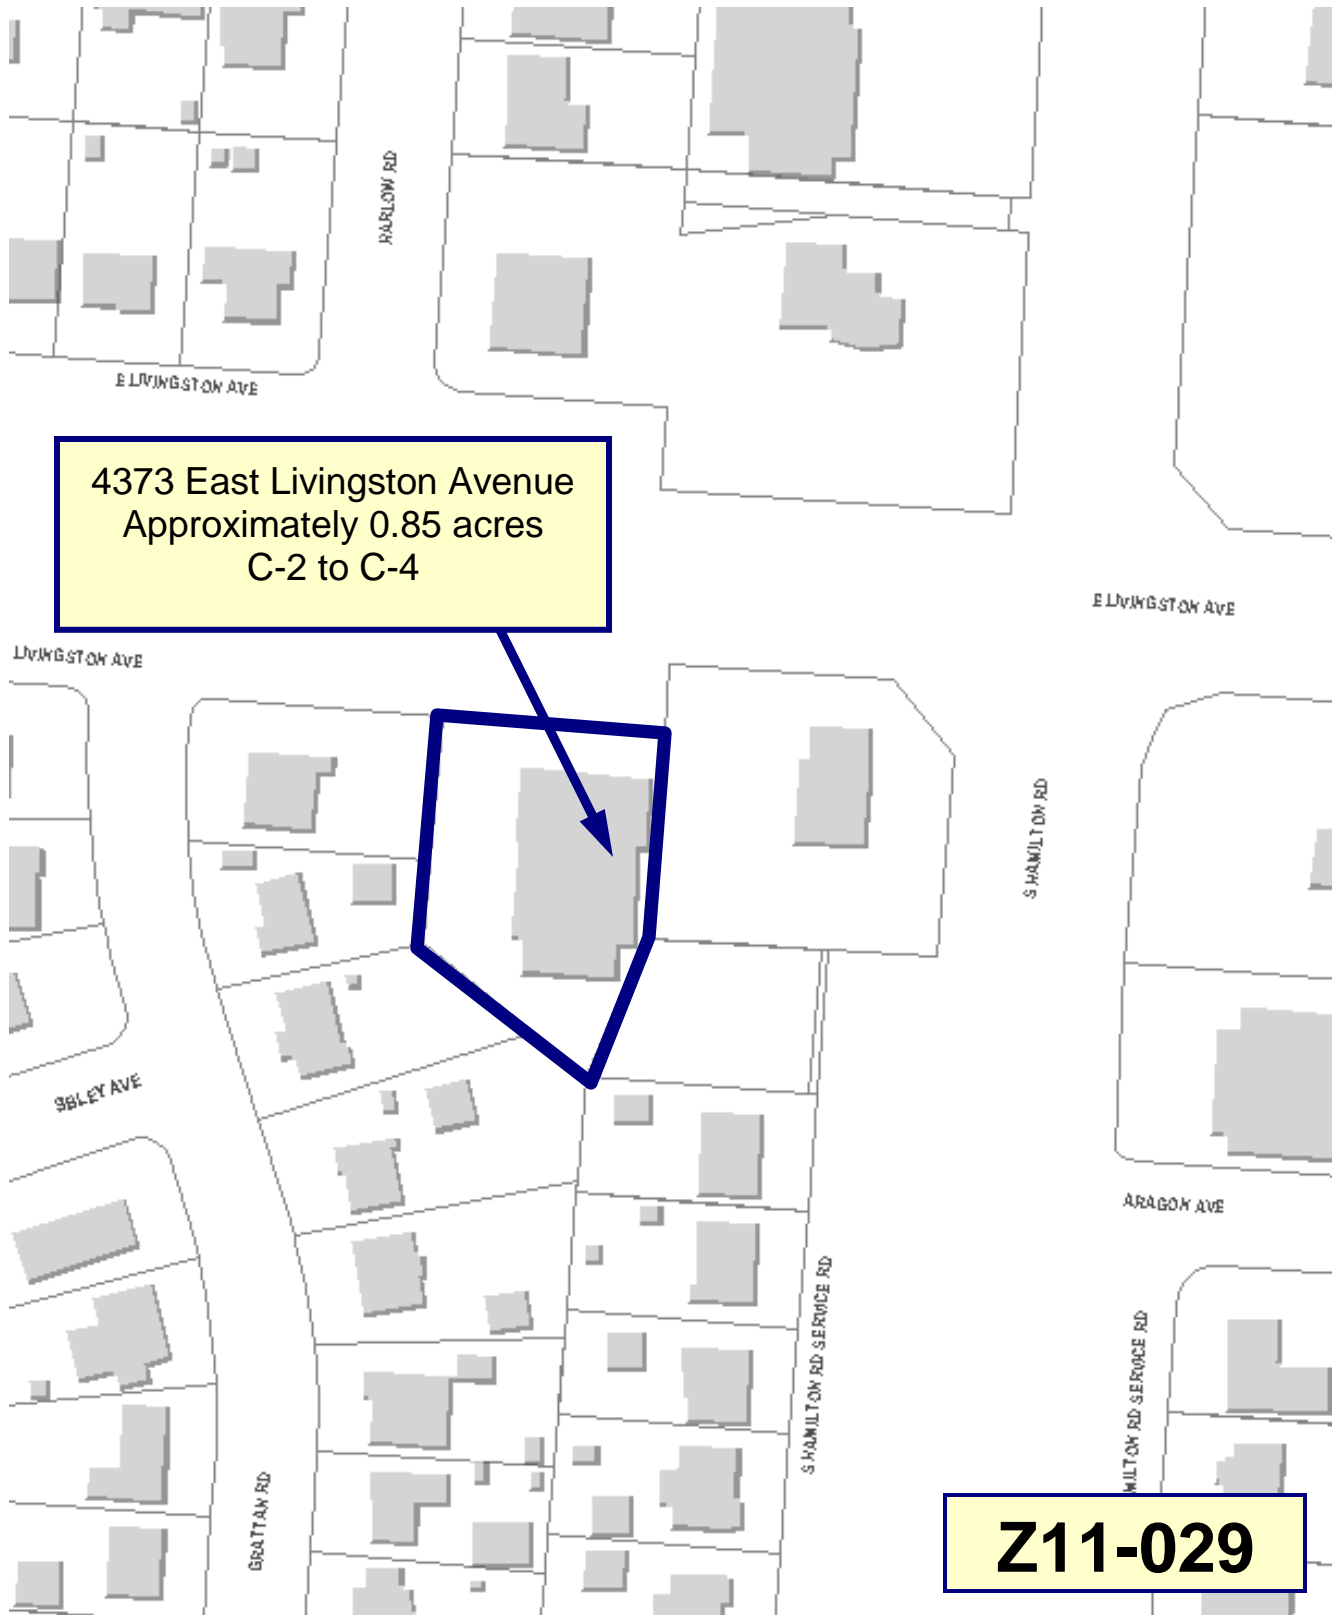 RARLOW RD
E LIVINGSTON AVE
4373 East Livingston Avenue
Approximately 0.85 acres
C-2 to C-4
E LIVINGSTON AVE
LIVINGSTON AVE
S HAMILTON RD
SIBLEY AVE
ARAGON AVE
S HAMILTON RD SERVICE RD
MILTON RD SERVICE RD
GRATTAN RD
Z11-029